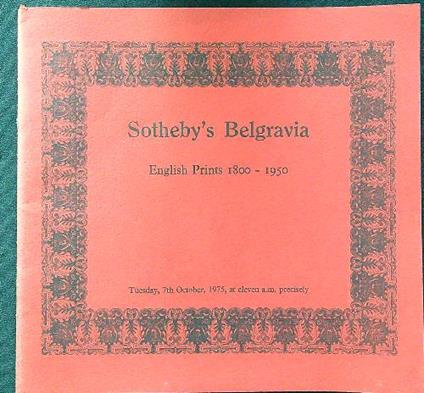 Sotheby's Belgravia
English Prints 1800 - 1950
Tuesday, 7th October, 1975, at eleven a.m. precisely